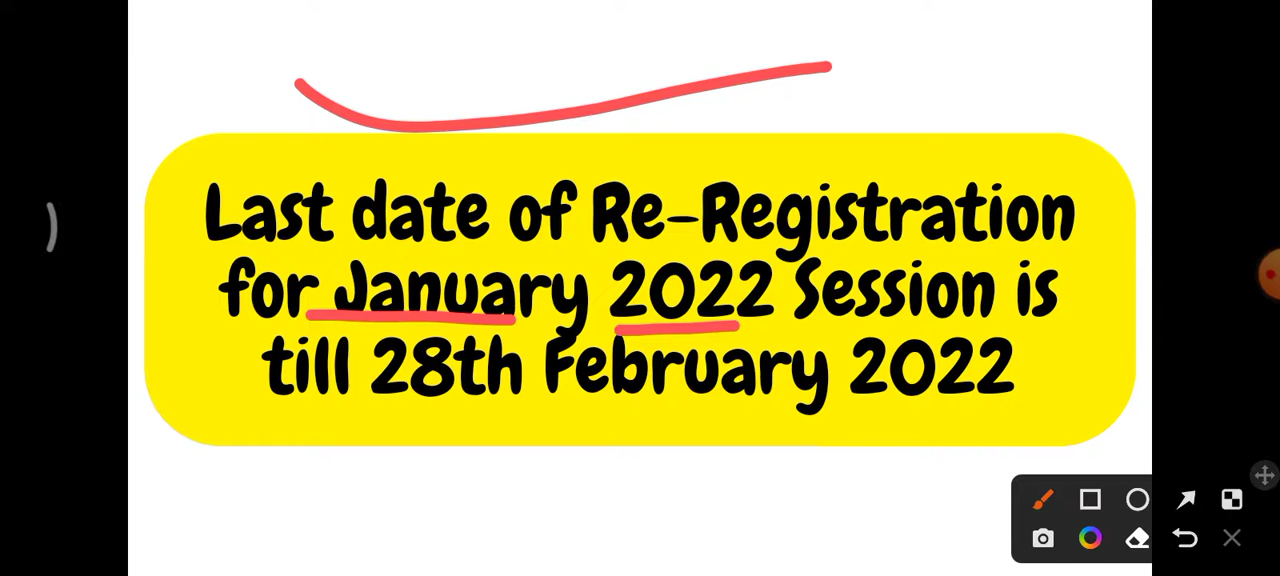 Last date of Re-Registration
for January 2022 Session is
till 28th February 2022